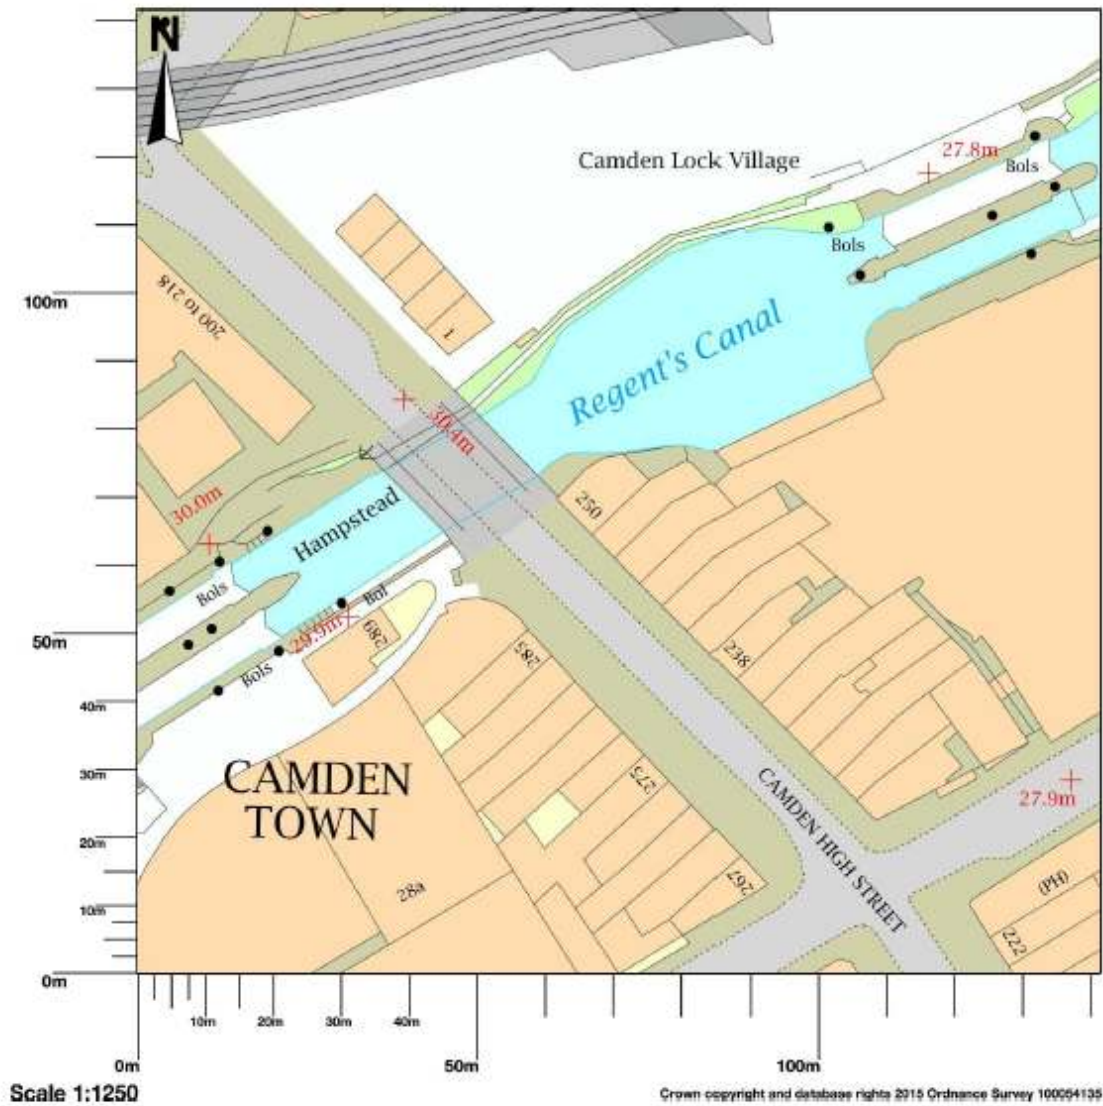 N
Camden Lock Village
27.8m
Bols
Bols
200 to 218
100m
1
Regent's Canal
30.4m
30.0m
Hampstead
250
Bols
Bol
29.9m
289
50m
285
238
Bols
40m
CAMDEN
TOWN
30m
275
CAMDEN HIGH STREET
27.9m
20m
267
(PH)
28a
10m
222
0m
10m
20m
30m
40m
0m
50m
100m
Scale 1:1250
Crown copyright and database rights 2015 Ordnance Survey 100054135